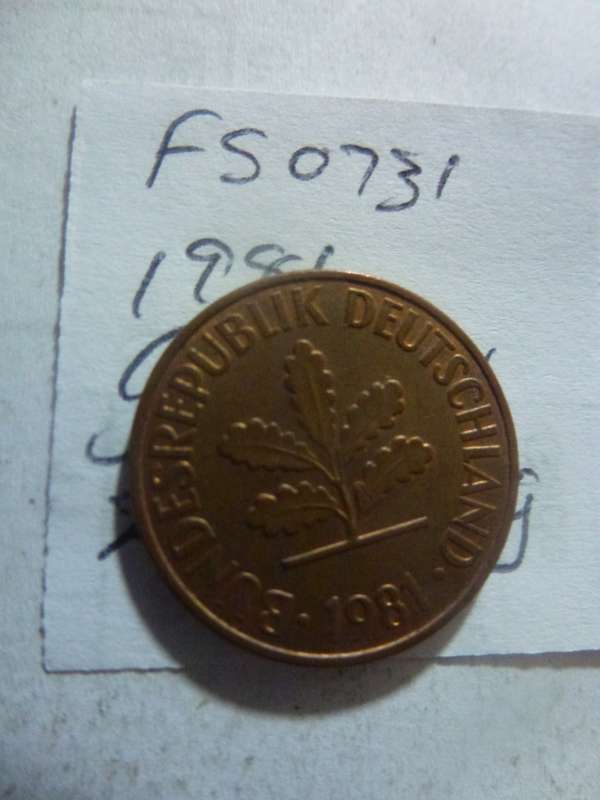 FS0731
1981
BUNDESREPUBLIK DEUTSCHLAND
· 1981 ·